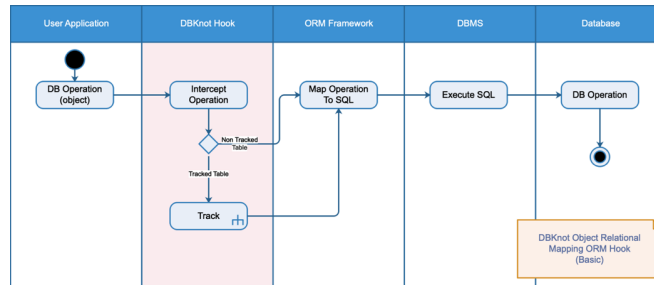 User Application
DBKnot Hook
ORM Framework
DBMS
Database
DB Operation
(object)
Intercept
Operation
Map Operation
To SQL
Execute SQL
DB Operation
Non Tracked
Table
Tracked Table
Track
DBKnot Object Relational
Mapping ORM Hook
(Basic)